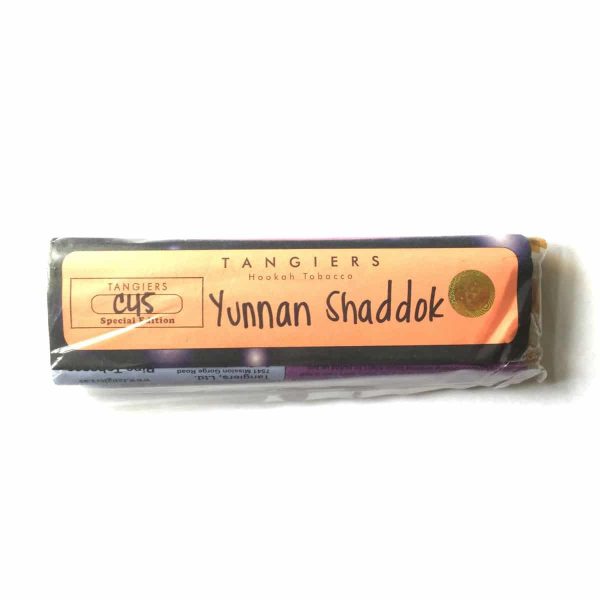 TANGIERS
Hookah Tobacco
TANGIERS
CYS
Special Edition
Yunnan Shaddok
Tangiers, Ltd.
7541 Mission Gorge Road